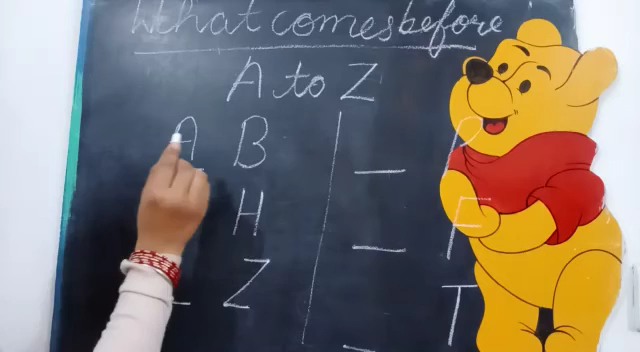 What comes before
A to Z
A B _ P
H _ F
_ Z _ T